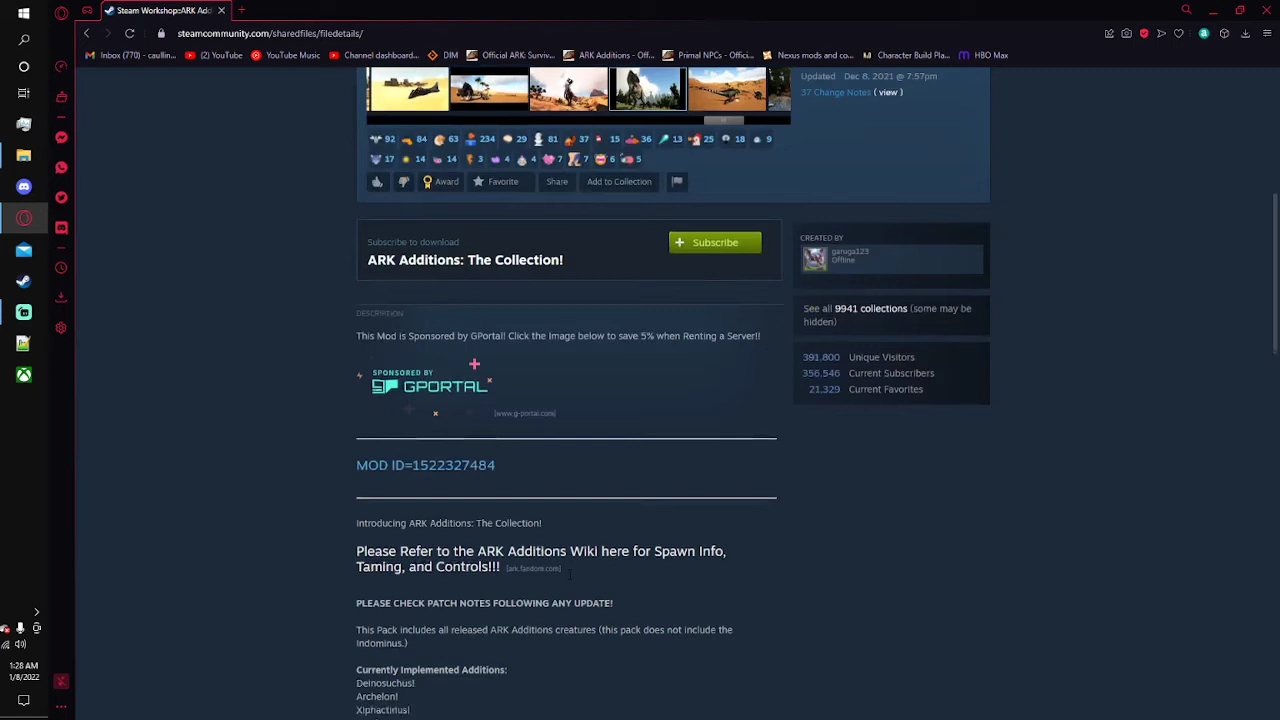 Steam Workshop::ARK Add
steamcommunity.com/sharedfiles/filedetails/
Inbox (770) - caullin...
(2) YouTube
YouTube Music
Channel dashboard...
DIM
Official ARK: Surviv...
ARK Additions - Off...
Primal NPCs - Offici...
Nexus mods and co...
Character Build Pla...
HBO Max
Updated Dec 8, 2021 @ 7:57pm
37 Change Notes ( view )
92 84 63 234 29 81 37 15 36 13 25 18 9
17 14 14 3 4 4 7 7 6 5
Award Favorite Share Add to Collection
Subscribe to download
ARK Additions: The Collection!
Subscribe
CREATED BY
garuga123
Offline
See all 9941 collections (some may be
hidden)
391,800 Unique Visitors
356,546 Current Subscribers
21,329 Current Favorites
DESCRIPTION
This Mod is Sponsored by GPortal! Click the Image below to save 5% when Renting a Server!!
SPONSORED BY
GPORTAL
[www.g-portal.com]
MOD ID=1522327484
Introducing ARK Additions: The Collection!
Please Refer to the ARK Additions Wiki here for Spawn Info,
Taming, and Controls!!! [ark.fandom.com]
PLEASE CHECK PATCH NOTES FOLLOWING ANY UPDATE!
This Pack includes all released ARK Additions creatures (this pack does not include the
Indominus.)
Currently Implemented Additions:
Deinosuchus!
Archelon!
Xiphactinus!
1:28 AM
1/8/2022